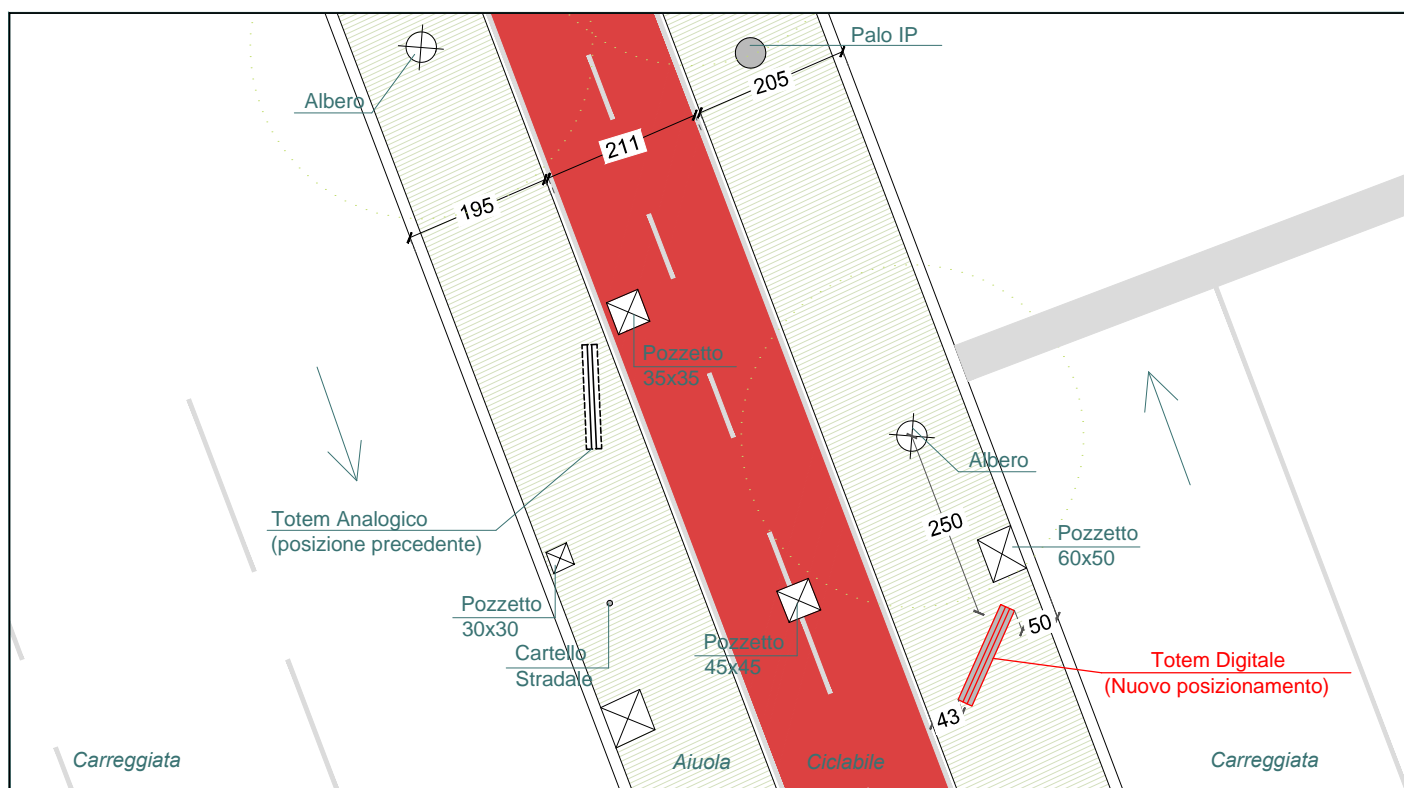 Palo IP
205
Albero
211
195
Pozzetto
35x35
Albero
Totem Analogico
(posizione precedente)
250
Pozzetto
60x50
Pozzetto
30x30
50
Cartello
Stradale
Pozzetto
45x45
Totem Digitale
(Nuovo posizionamento)
43
Carreggiata
Aiuola
Ciclabile
Carreggiata